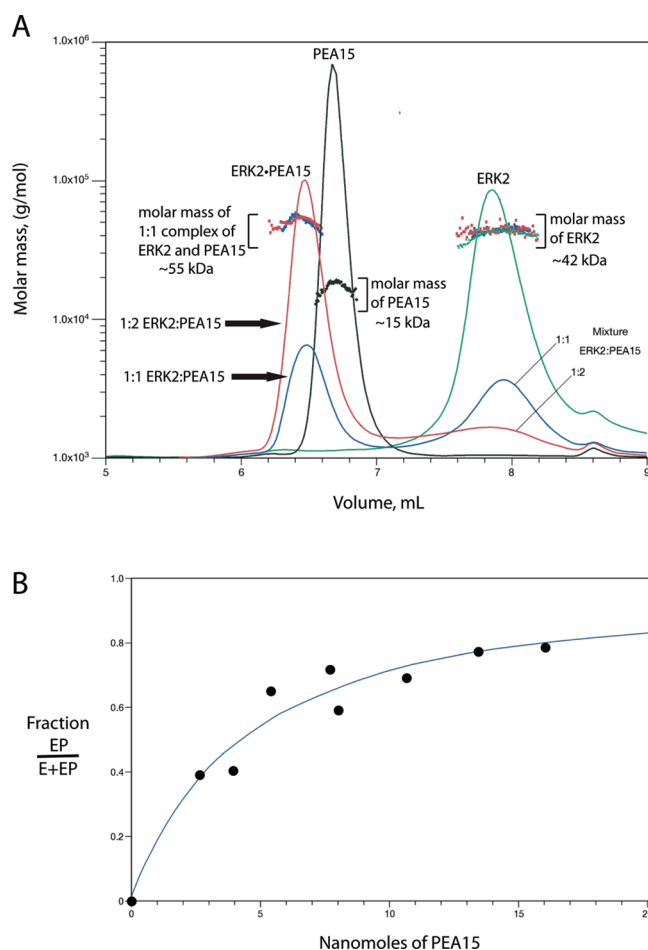 A
1.0x10⁶
1.0x10⁵
1.0x10⁴
1.0x10³
Molar mass, (g/mol)
PEA15
ERK2•PEA15
ERK2
molar mass of
1:1 complex of
ERK2 and PEA15
~55 kDa
molar mass
of PEA15
~15 kDa
molar mass
of ERK2
~42 kDa
1:2 ERK2:PEA15
1:1 ERK2:PEA15
1:1
Mixture
ERK2:PEA15
1:2
5
6
7
8
9
Volume, mL
B
1.0
0.8
0.6
0.4
0.2
0
Fraction
EP
E+EP
0
5
10
15
Nanomoles of PEA15